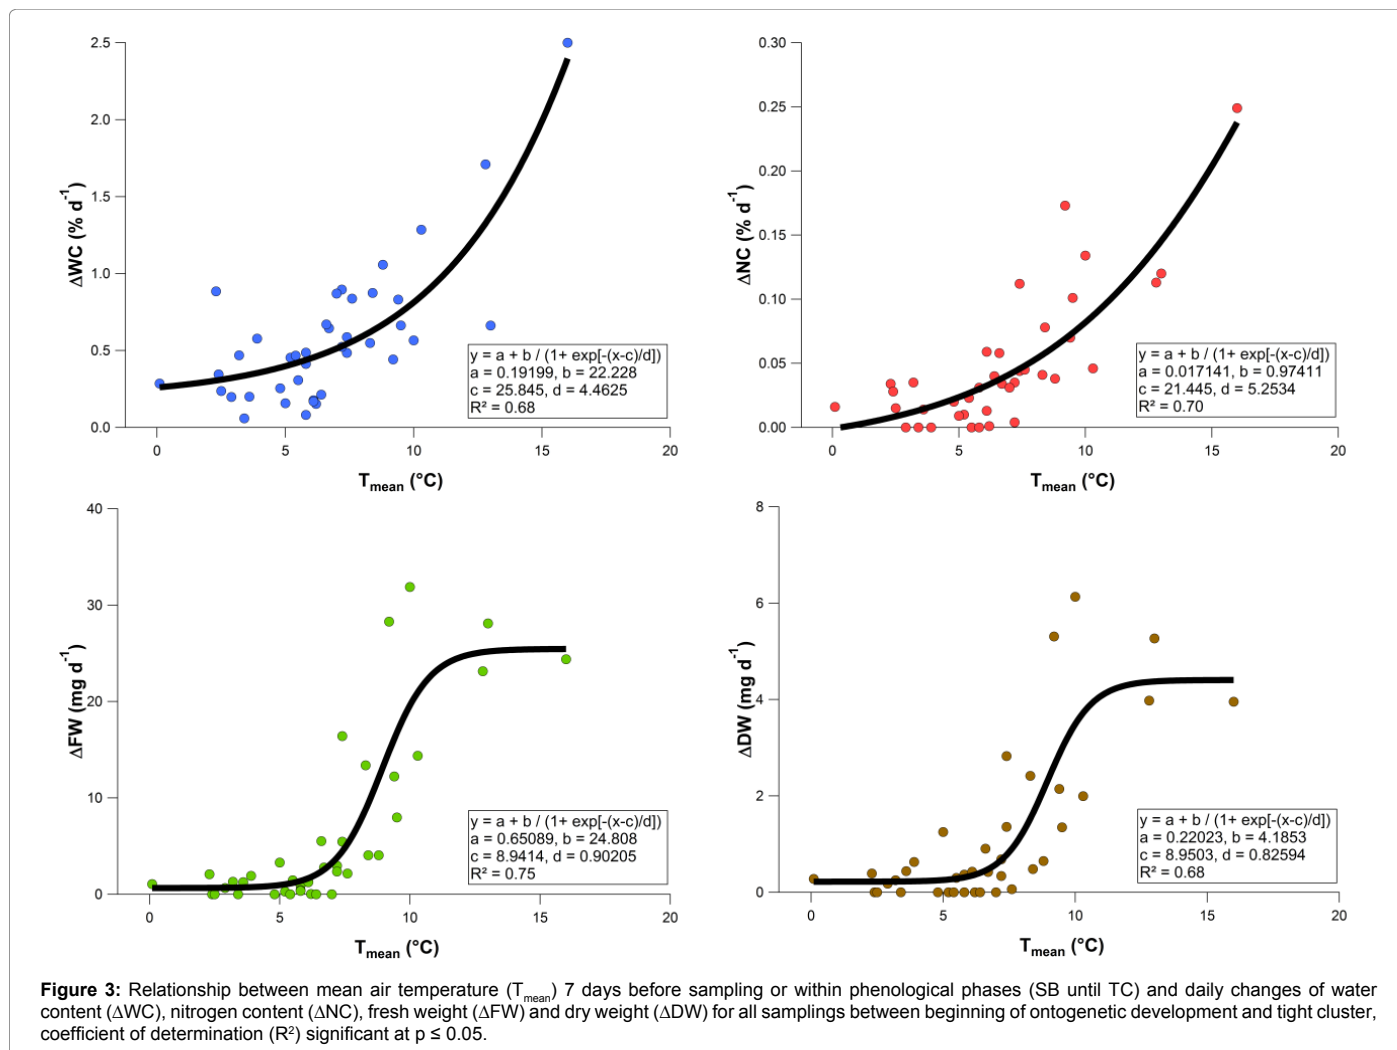 2.5
2.0
1.5
1.0
0.5
0.0
ΔWC (% d⁻¹)
0 5 10 15 20
T_mean (°C)
y = a + b / (1+ exp[-(x-c)/d])
a = 0.19199, b = 22.228
c = 25.845, d = 4.4625
R² = 0.68
0.30
0.25
0.20
0.15
0.10
0.05
0.00
ΔNC (% d⁻¹)
0 5 10 15 20
T_mean (°C)
y = a + b / (1+ exp[-(x-c)/d])
a = 0.017141, b = 0.97411
c = 21.445, d = 5.2534
R² = 0.70
40
30
20
10
0
ΔFW (mg d⁻¹)
0 5 10 15 20
T_mean (°C)
y = a + b / (1+ exp[-(x-c)/d])
a = 0.65089, b = 24.808
c = 8.9414, d = 0.90205
R² = 0.75
8
6
4
2
0
ΔDW (mg d⁻¹)
0 5 10 15 20
T_mean (°C)
y = a + b / (1+ exp[-(x-c)/d])
a = 0.22023, b = 4.1853
c = 8.9503, d = 0.82594
R² = 0.68
Figure 3: Relationship between mean air temperature (T_mean) 7 days before sampling or within phenological phases (SB until TC) and daily changes of water
content (ΔWC), nitrogen content (ΔNC), fresh weight (ΔFW) and dry weight (ΔDW) for all samplings between beginning of ontogenetic development and tight cluster,
coefficient of determination (R²) significant at p ≤ 0.05.